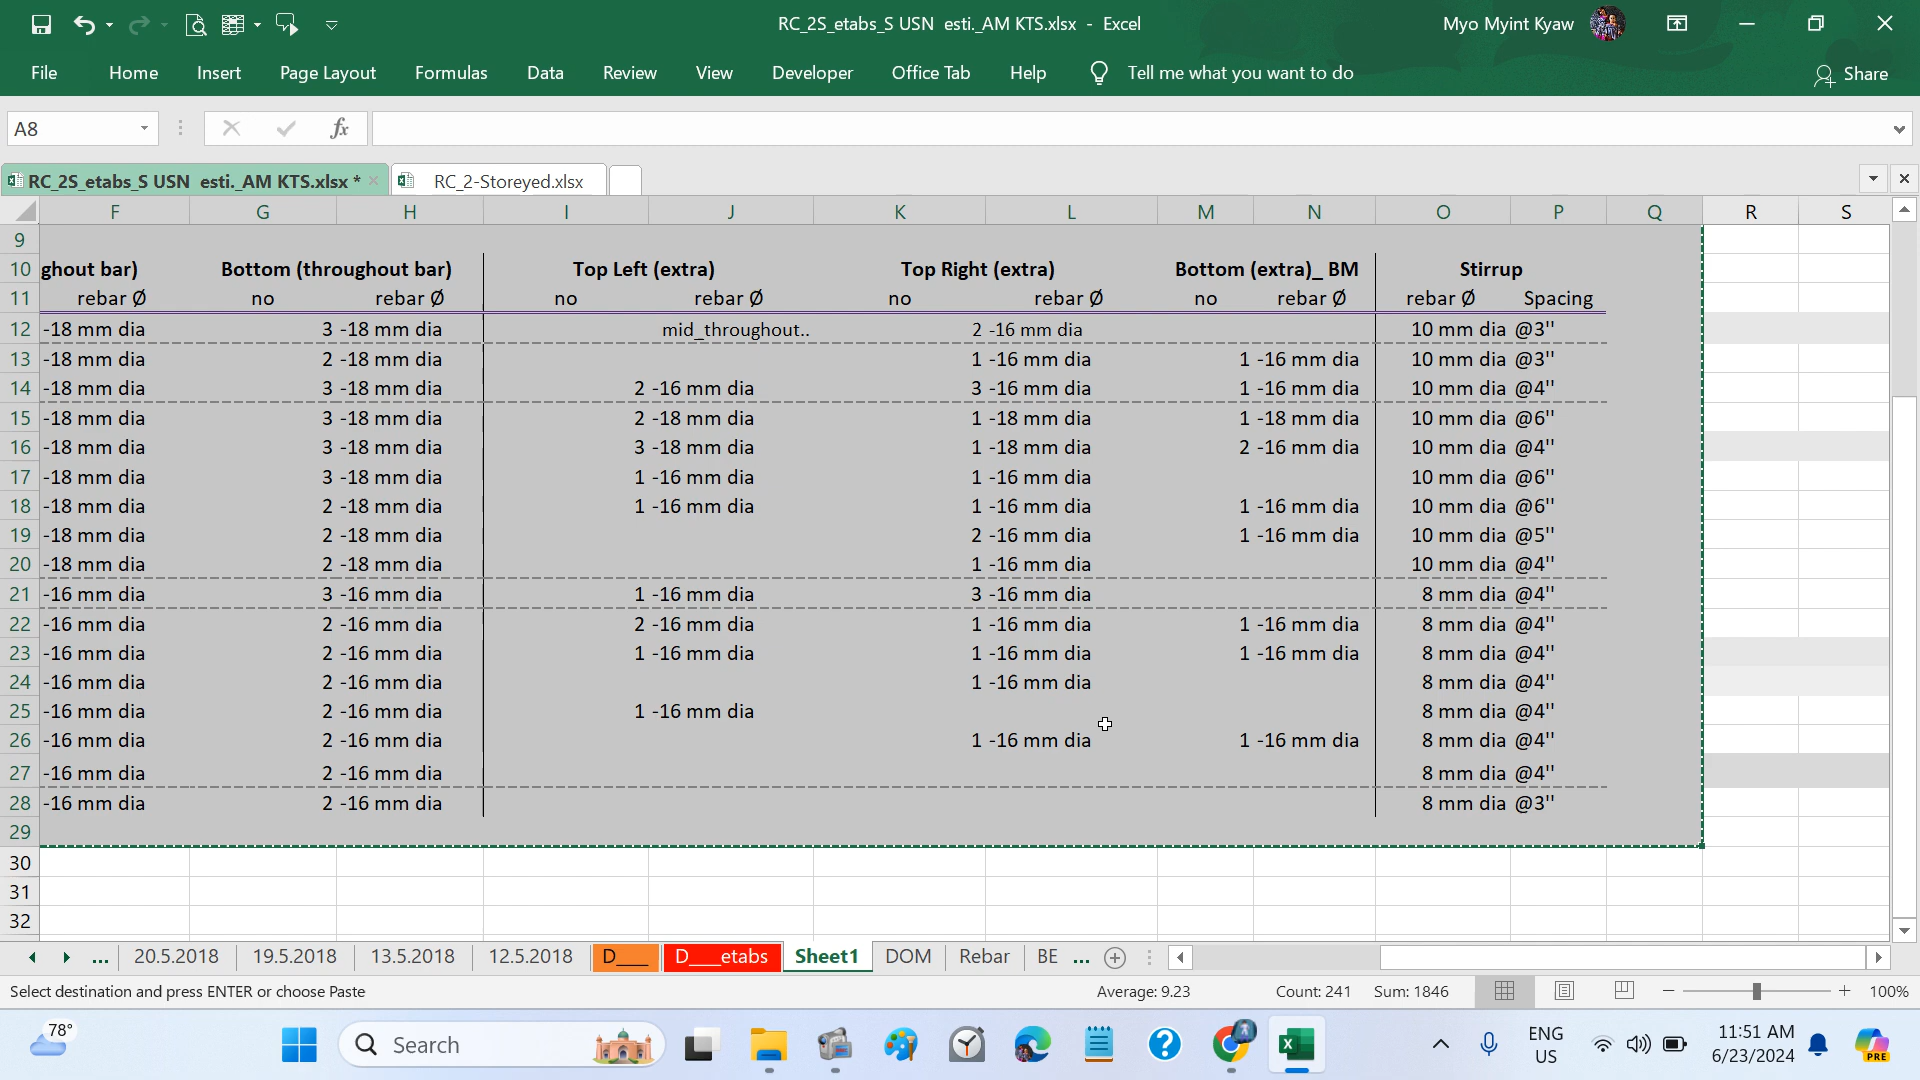 RC_2S_etabs_S USN  esti._AM KTS.xlsx  -  Excel
Myo Myint Kyaw
File Home Insert Page Layout Formulas Data Review View Developer Office Tab Help Tell me what you want to do Share
A8 fx
RC_2S_etabs_S USN  esti._AM KTS.xlsx * RC_2-Storeyed.xlsx
F G H I J K L M N O P Q R S
9
10 ghout bar) Bottom (throughout bar) Top Left (extra) Top Right (extra) Bottom (extra)_ BM Stirrup
11 rebar Ø no rebar Ø no rebar Ø no rebar Ø no rebar Ø rebar Ø Spacing
12 -18 mm dia 3 -18 mm dia mid_throughout.. 2 -16 mm dia 10 mm dia @3''
13 -18 mm dia 2 -18 mm dia 1 -16 mm dia 1 -16 mm dia 10 mm dia @3''
14 -18 mm dia 3 -18 mm dia 2 -16 mm dia 3 -16 mm dia 1 -16 mm dia 10 mm dia @4''
15 -18 mm dia 3 -18 mm dia 2 -18 mm dia 1 -18 mm dia 1 -18 mm dia 10 mm dia @6''
16 -18 mm dia 3 -18 mm dia 3 -18 mm dia 1 -18 mm dia 2 -16 mm dia 10 mm dia @4''
17 -18 mm dia 3 -18 mm dia 1 -16 mm dia 1 -16 mm dia 10 mm dia @6''
18 -18 mm dia 2 -18 mm dia 1 -16 mm dia 1 -16 mm dia 1 -16 mm dia 10 mm dia @6''
19 -18 mm dia 2 -18 mm dia 2 -16 mm dia 1 -16 mm dia 10 mm dia @5''
20 -18 mm dia 2 -18 mm dia 1 -16 mm dia 10 mm dia @4''
21 -16 mm dia 3 -16 mm dia 1 -16 mm dia 3 -16 mm dia 8 mm dia @4''
22 -16 mm dia 2 -16 mm dia 2 -16 mm dia 1 -16 mm dia 1 -16 mm dia 8 mm dia @4''
23 -16 mm dia 2 -16 mm dia 1 -16 mm dia 1 -16 mm dia 1 -16 mm dia 8 mm dia @4''
24 -16 mm dia 2 -16 mm dia 1 -16 mm dia 8 mm dia @4''
25 -16 mm dia 2 -16 mm dia 1 -16 mm dia 8 mm dia @4''
26 -16 mm dia 2 -16 mm dia 1 -16 mm dia 1 -16 mm dia 8 mm dia @4''
27 -16 mm dia 2 -16 mm dia 8 mm dia @4''
28 -16 mm dia 2 -16 mm dia 8 mm dia @3''
29
30
31
32
... 20.5.2018 19.5.2018 13.5.2018 12.5.2018 D___ D___etabs Sheet1 DOM Rebar BE ...
Select destination and press ENTER or choose Paste Average: 9.23 Count: 241 Sum: 1846 100%
78° Search ENG 11:51 AM
US 6/23/2024 PRE